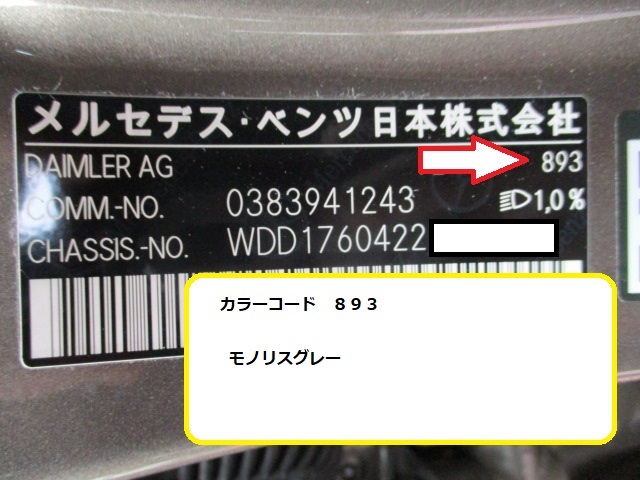 メルセデス・ベンツ日本株式会社
DAIMLER AG 893
COMM.-NO. 0383941243 1,0%
CHASSIS.-NO. WDD1760422
カラーコード　８９３
モノリスグレー